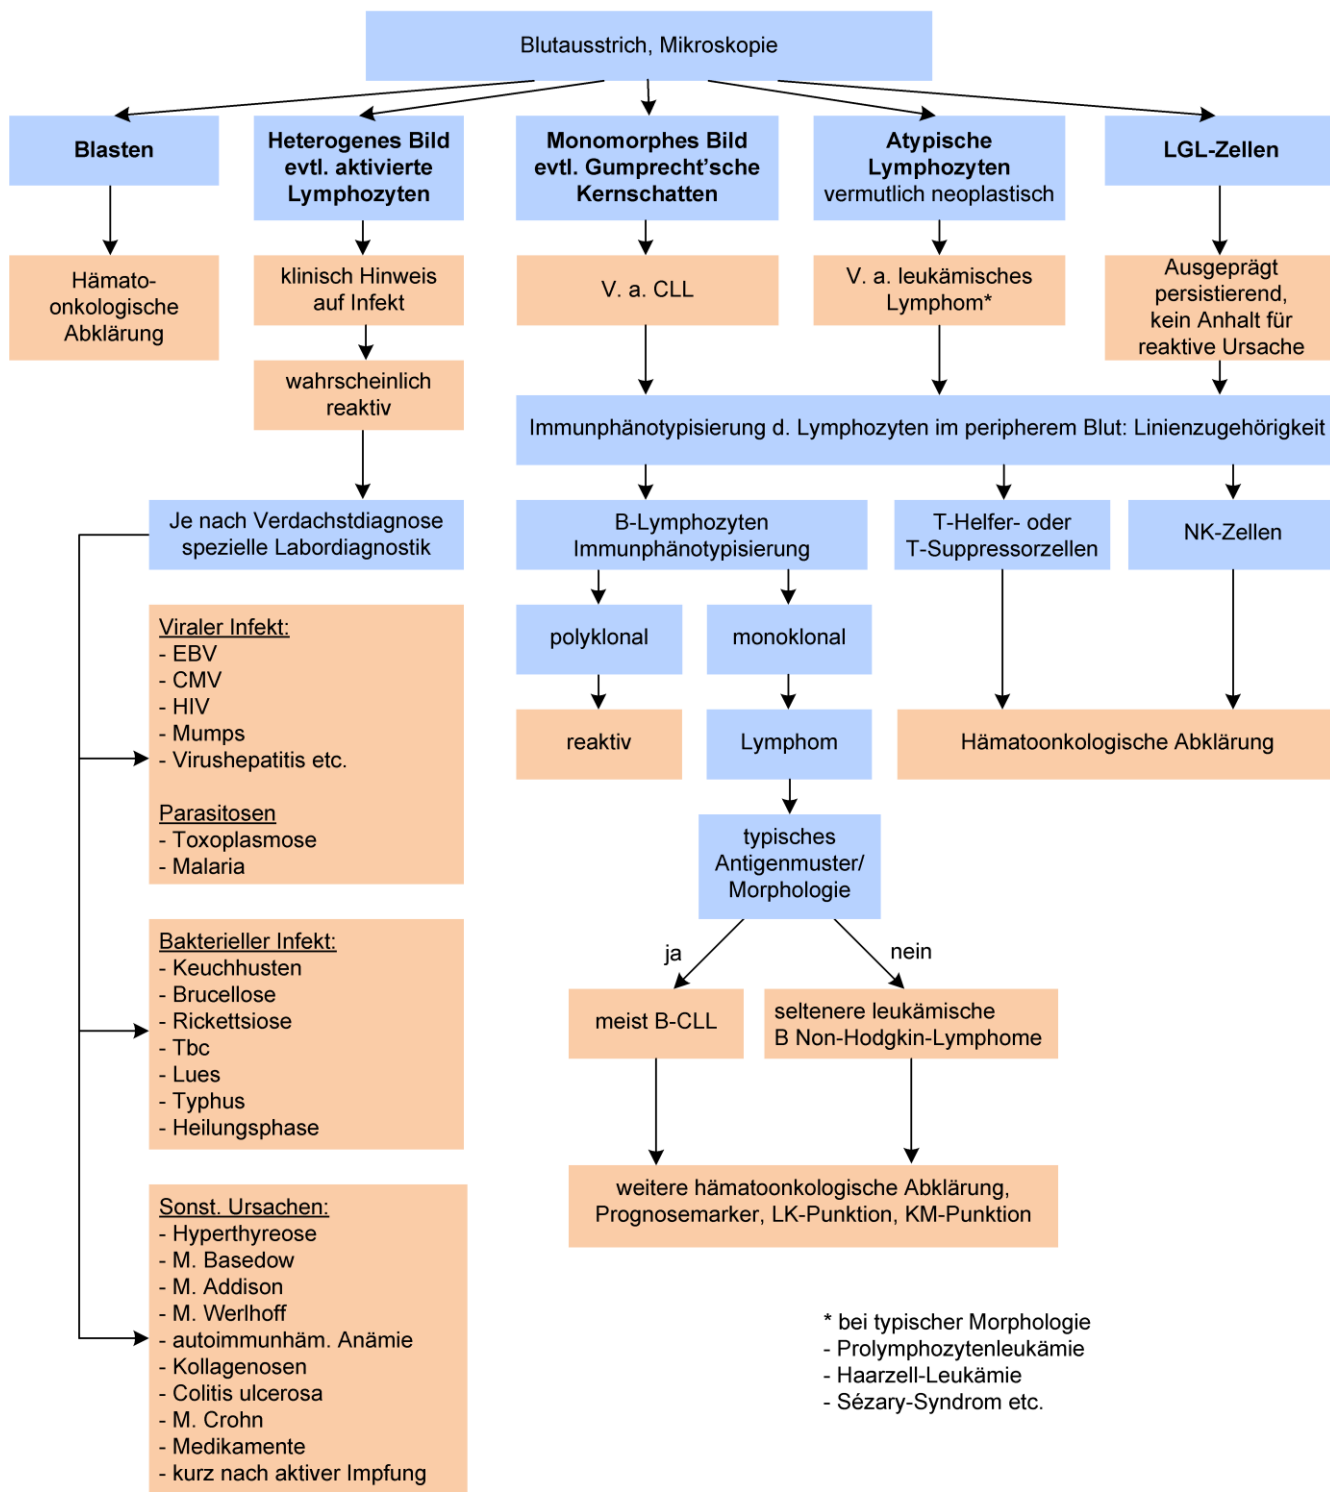 Blutausstrich, Mikroskopie
Blasten
Heterogenes Bild
evtl. aktivierte
Lymphozyten
Monomorphes Bild
evtl. Gumprecht’sche
Kernschatten
Atypische
Lymphozyten
vermutlich neoplastisch
LGL-Zellen
Hämato-
onkologische
Abklärung
klinisch Hinweis
auf Infekt
V. a. CLL
V. a. leukämisches
Lymphom*
Ausgeprägt
persistierend,
kein Anhalt für
reaktive Ursache
wahrscheinlich
reaktiv
Immunphänotypisierung d. Lymphozyten im peripherem Blut: Linienzugehörigkeit
Je nach Verdachstdiagnose
spezielle Labordiagnostik
B-Lymphozyten
Immunphänotypisierung
T-Helfer- oder
T-Suppressorzellen
NK-Zellen
polyklonal
monoklonal
reaktiv
Lymphom
Hämatoonkologische Abklärung
typisches
Antigenmuster/
Morphologie
ja
nein
meist B-CLL
seltenere leukämische
B Non-Hodgkin-Lymphome
weitere hämatoonkologische Abklärung,
Prognosemarker, LK-Punktion, KM-Punktion
Viraler Infekt:
- EBV
- CMV
- HIV
- Mumps
- Virushepatitis etc.
Parasitosen
- Toxoplasmose
- Malaria
Bakterieller Infekt:
- Keuchhusten
- Brucellose
- Rickettsiose
- Tbc
- Lues
- Typhus
- Heilungsphase
Sonst. Ursachen:
- Hyperthyreose
- M. Basedow
- M. Addison
- M. Werlhoff
- autoimmunhäm. Anämie
- Kollagenosen
- Colitis ulcerosa
- M. Crohn
- Medikamente
- kurz nach aktiver Impfung
* bei typischer Morphologie
- Prolymphozytenleukämie
- Haarzell-Leukämie
- Sézary-Syndrom etc.